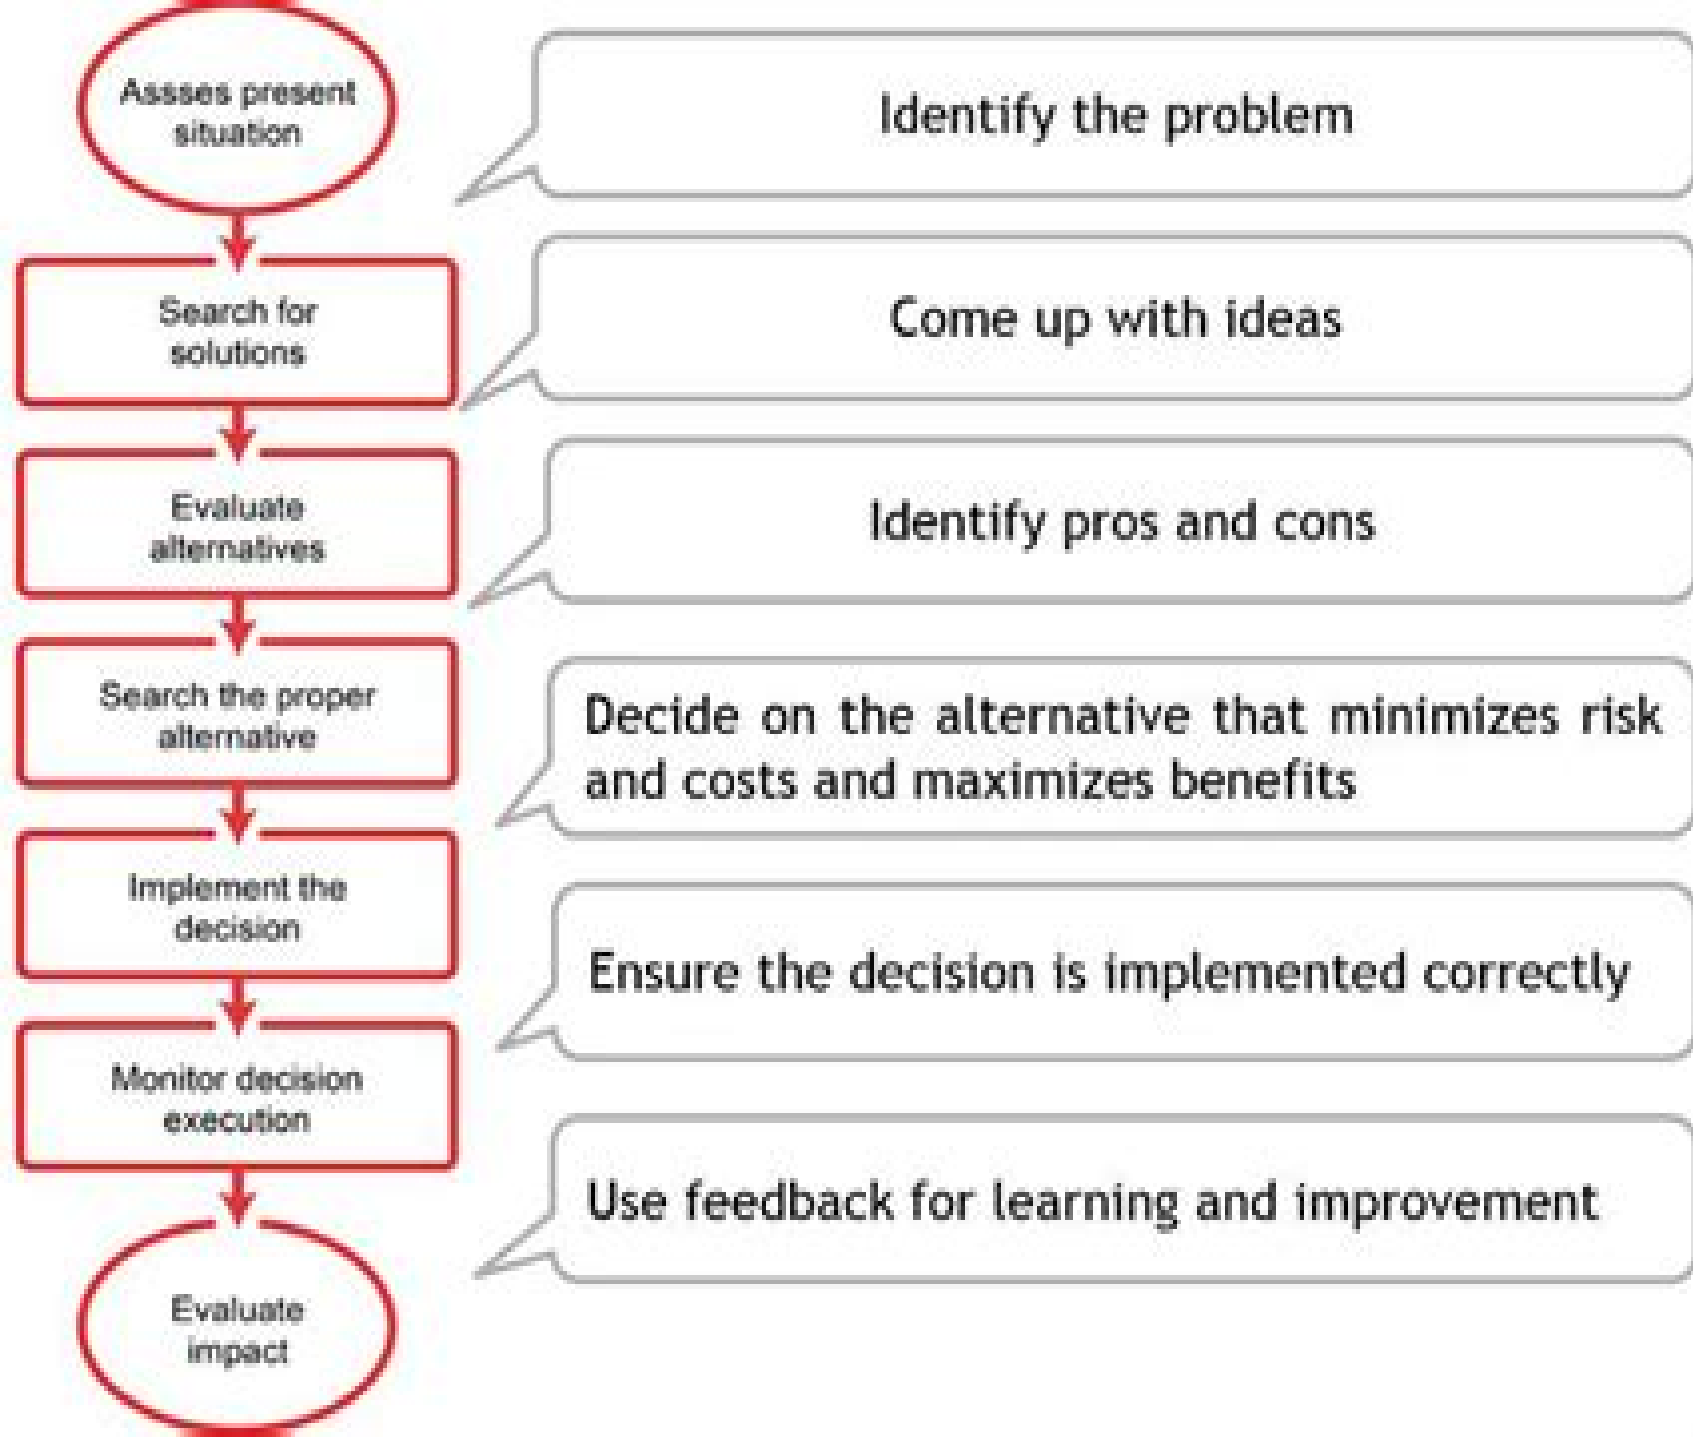 Assses present
situation
Identify the problem
Search for
solutions
Come up with ideas
Evaluate
alternatives
Identify pros and cons
Search the proper
alternative
Decide on the alternative that minimizes risk
and costs and maximizes benefits
Implement the
decision
Ensure the decision is implemented correctly
Monitor decision
execution
Use feedback for learning and improvement
Evaluate
impact